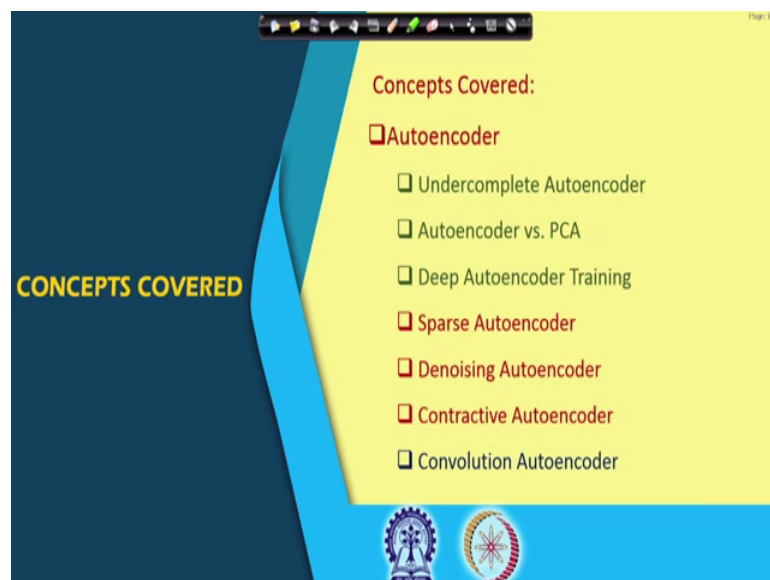 Concepts Covered:
Autoencoder
Undercomplete Autoencoder
Autoencoder vs. PCA
Deep Autoencoder Training
Sparse Autoencoder
Denoising Autoencoder
Contractive Autoencoder
Convolution Autoencoder
CONCEPTS COVERED